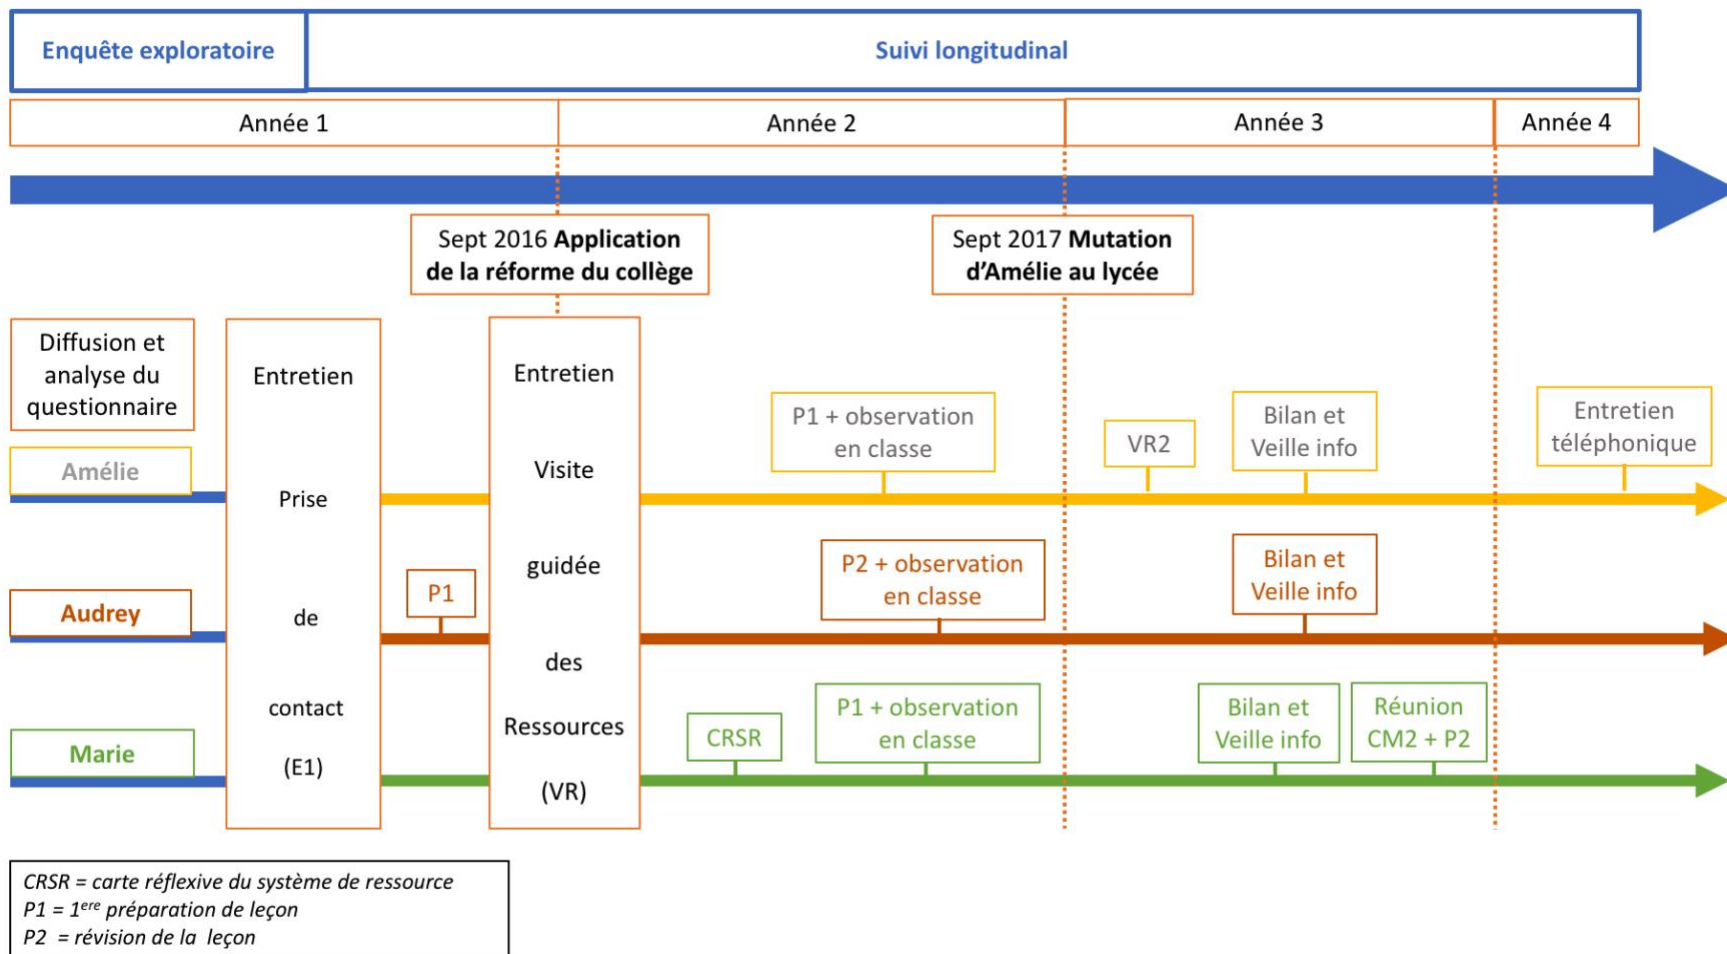 Enquête exploratoire
Suivi longitudinal
Année 1
Année 2
Année 3
Année 4
Sept 2016 Application
de la réforme du collège
Sept 2017 Mutation
d'Amélie au lycée
Diffusion et
analyse du
questionnaire
Entretien
Prise
de
contact
(E1)
Entretien
Visite
guidée
des
Ressources
(VR)
Amélie
P1 + observation
en classe
VR2
Bilan et
Veille info
Entretien
téléphonique
Audrey
P1
P2 + observation
en classe
Bilan et
Veille info
Marie
CRSR
P1 + observation
en classe
Bilan et
Veille info
Réunion
CM2 + P2
CRSR = carte réflexive du système de ressource
P1 = 1ere préparation de leçon
P2 = révision de la leçon